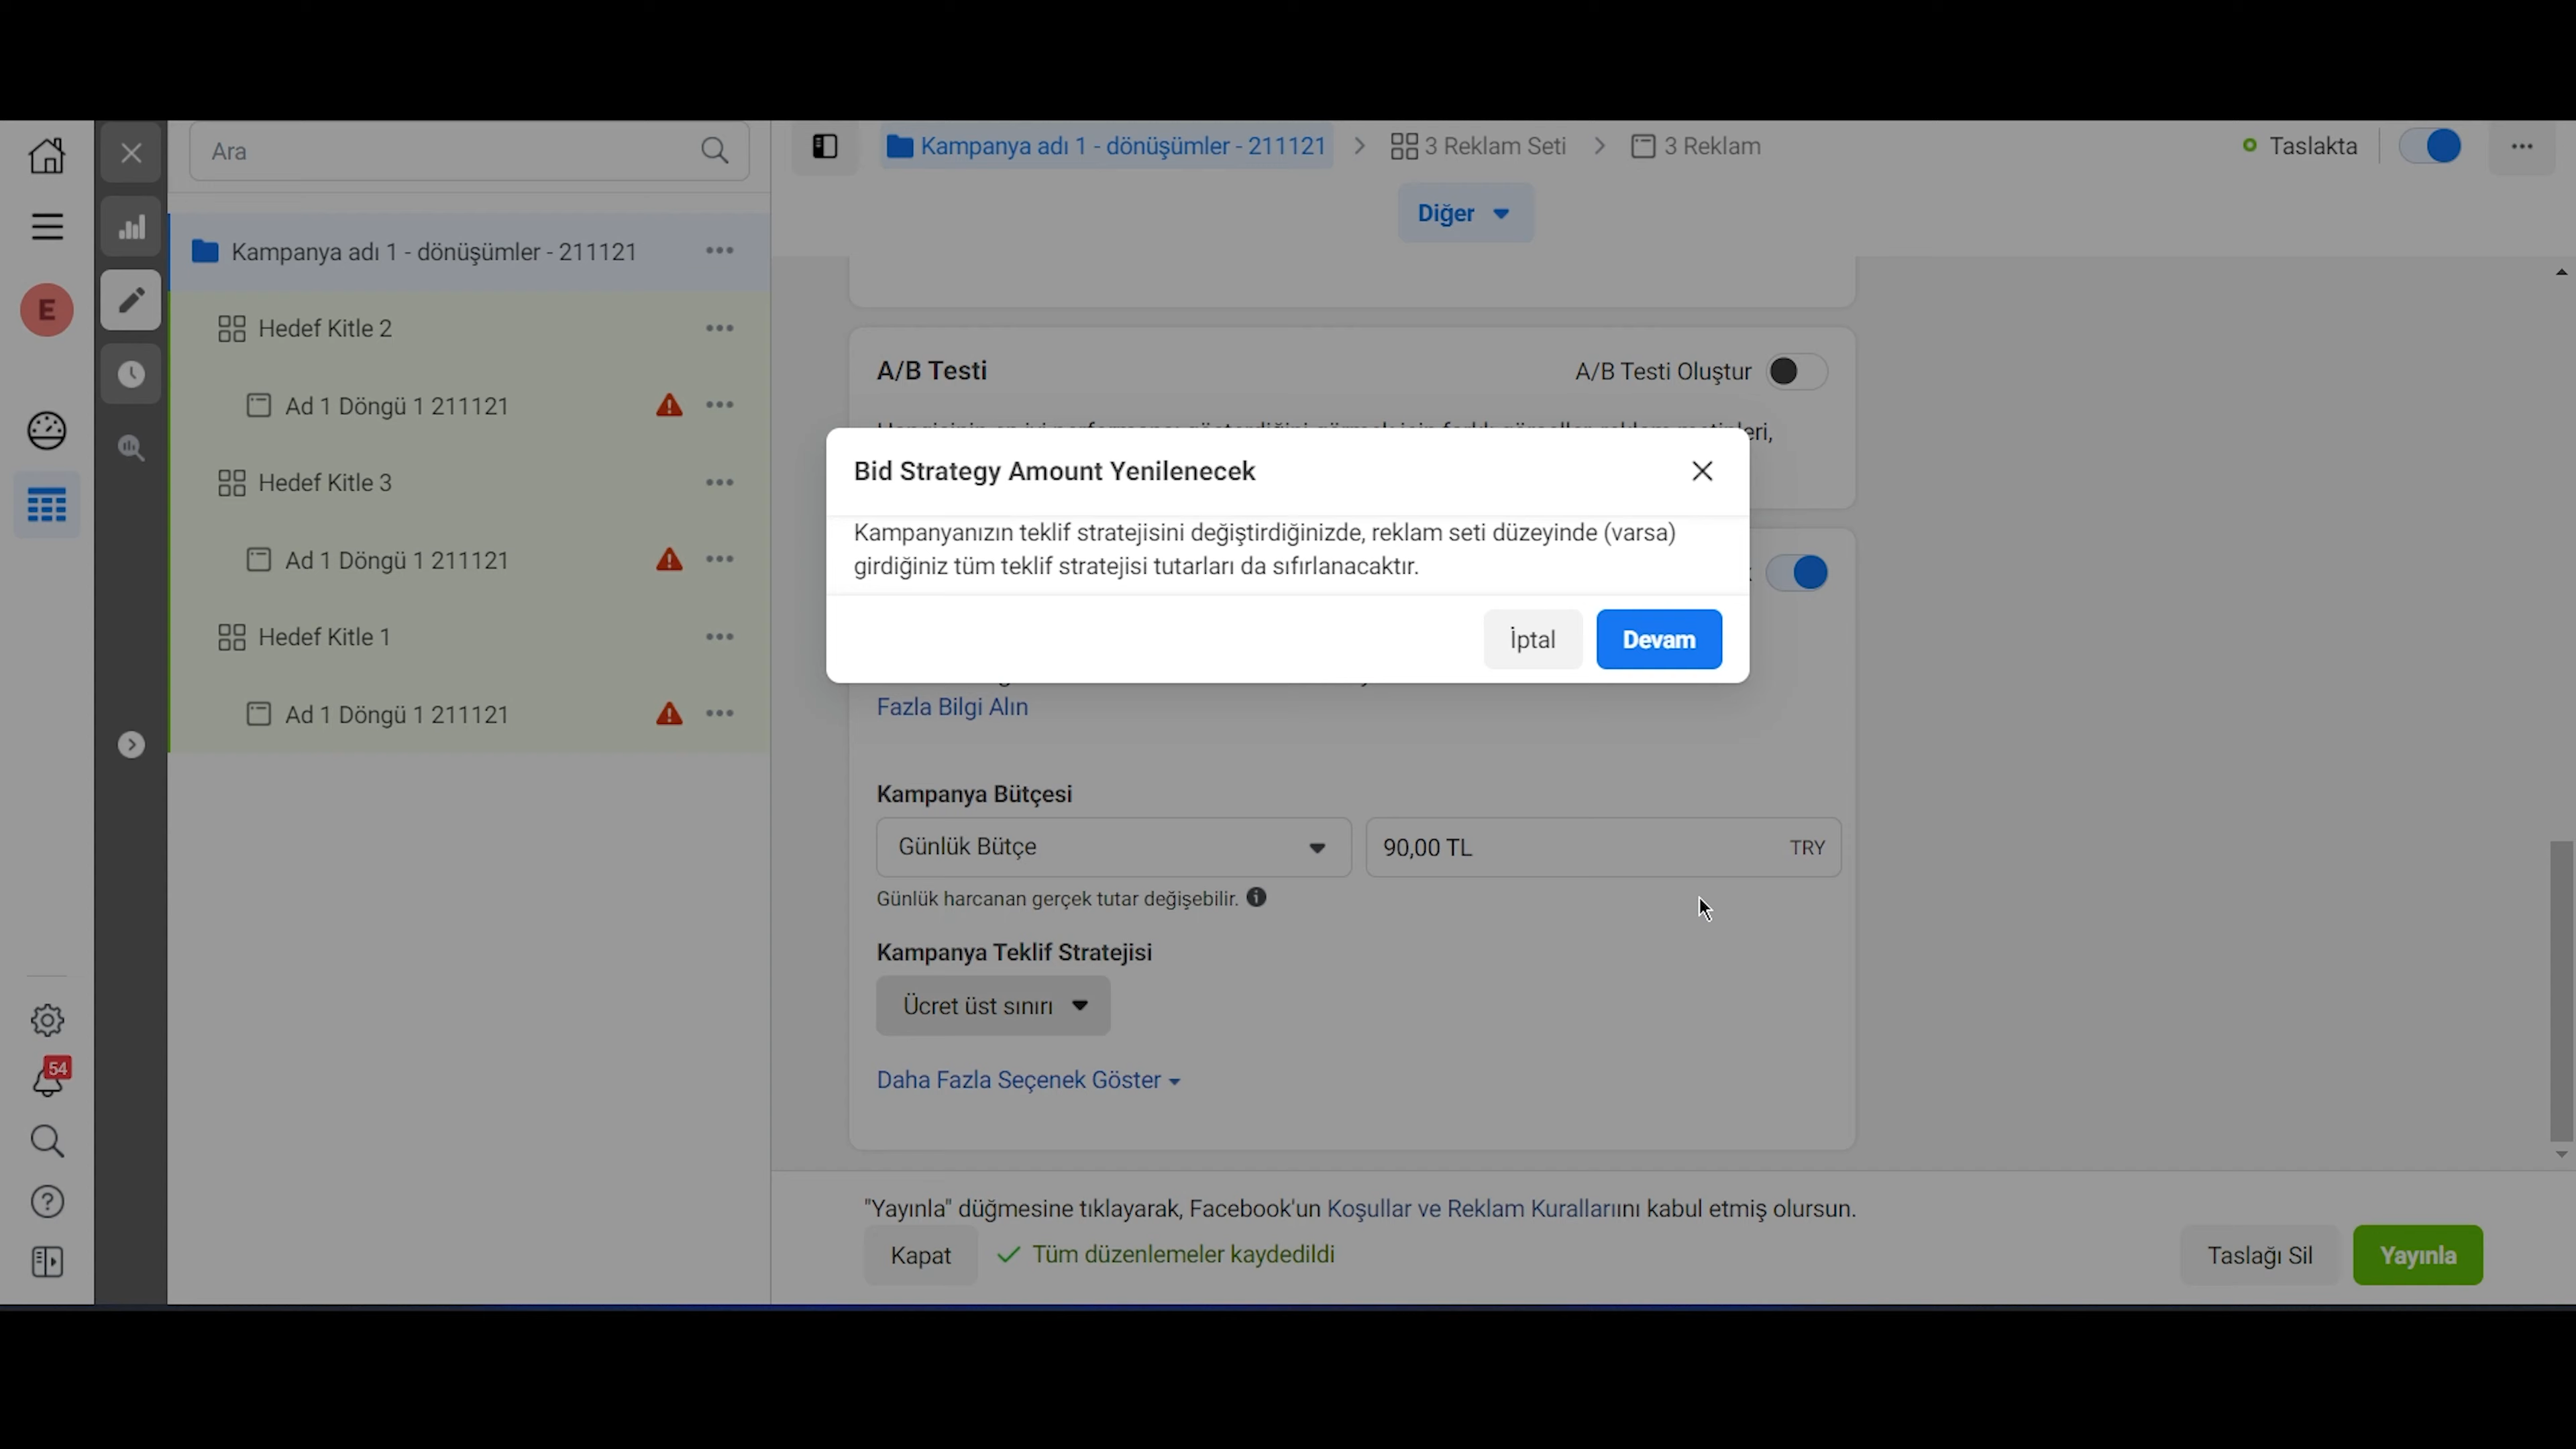 Ara
Kampanya adı 1 - dönüşümler - 211121
3 Reklam Seti
3 Reklam
Taslakta
Diğer
Kampanya adı 1 - dönüşümler - 211121
E
Hedef Kitle 2
Ad 1 Döngü 1 211121
Hedef Kitle 3
Ad 1 Döngü 1 211121
Hedef Kitle 1
Ad 1 Döngü 1 211121
54
A/B Testi
A/B Testi Oluştur
Bid Strategy Amount Yenilenecek
Kampanyanızın teklif stratejisini değiştirdiğinizde, reklam seti düzeyinde (varsa)
girdiğiniz tüm teklif stratejisi tutarları da sıfırlanacaktır.
İptal
Devam
Fazla Bilgi Alın
Kampanya Bütçesi
Günlük Bütçe
90,00 TL
TRY
Günlük harcanan gerçek tutar değişebilir.
Kampanya Teklif Stratejisi
Ücret üst sınırı
Daha Fazla Seçenek Göster
"Yayınla" düğmesine tıklayarak, Facebook'un Koşullar ve Reklam Kurallarıını kabul etmiş olursun.
Kapat
Tüm düzenlemeler kaydedildi
Taslağı Sil
Yayınla